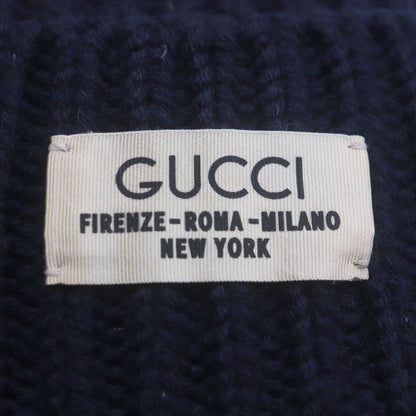 GUCCI
FIRENZE-ROMA-MILANO
NEW YORK